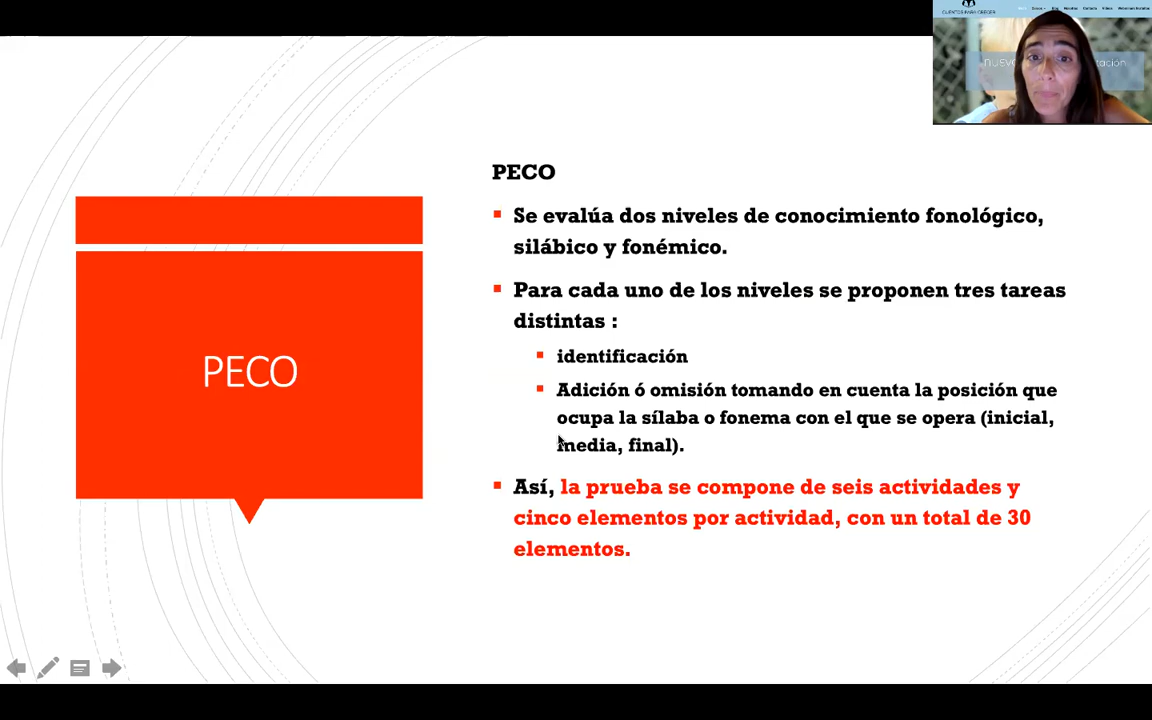 CUENTOS PARA CRECER
PECO
Se evalúa dos niveles de conocimiento fonológico,
silábico y fonémico.
Para cada uno de los niveles se proponen tres tareas
distintas :
identificación
Adición ó omisión tomando en cuenta la posición que
ocupa la sílaba o fonema con el que se opera (inicial,
media, final).
Así, la prueba se compone de seis actividades y
cinco elementos por actividad, con un total de 30
elementos.
PECO